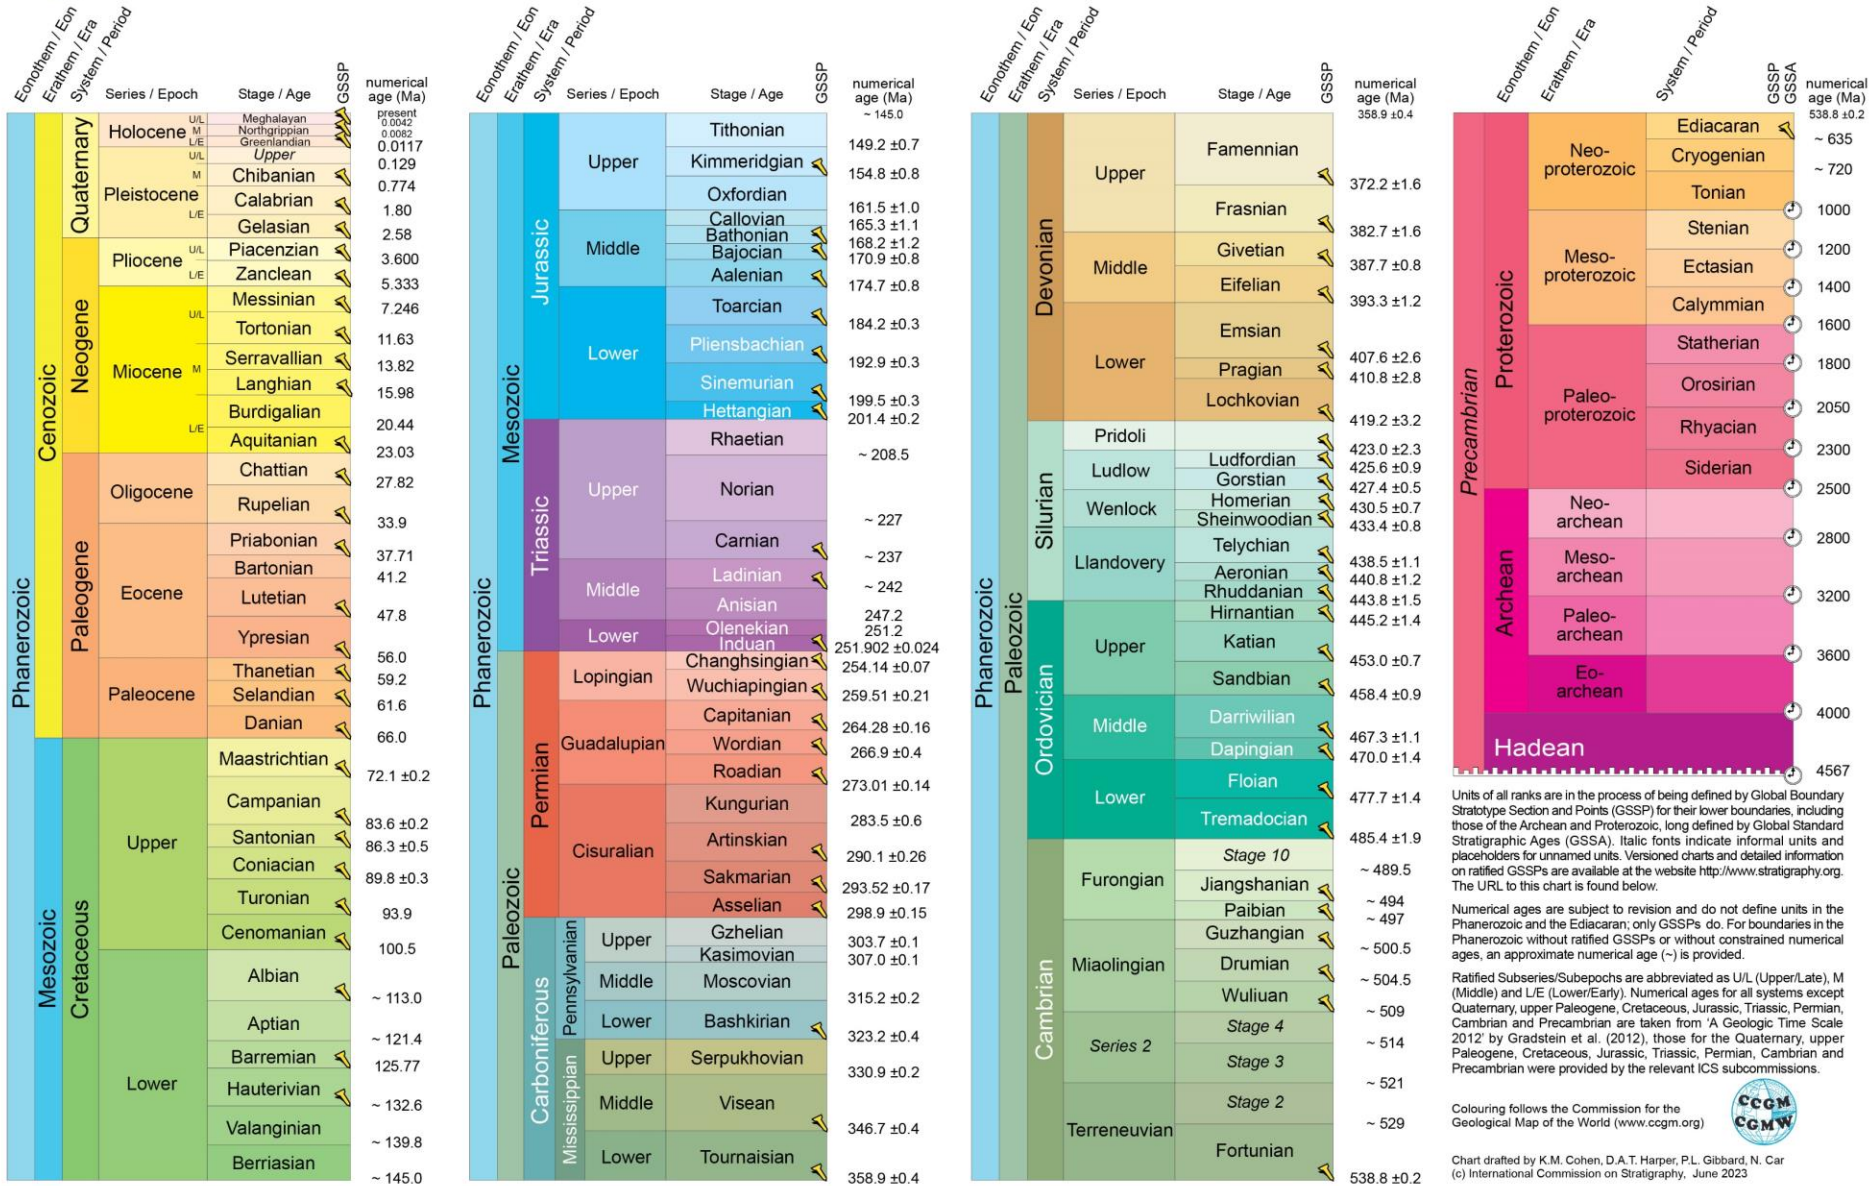 Eonothem / Eon
Erathem / Era
System / Period
Series / Epoch
Stage / Age
GSSP
numerical
age (Ma)
Phanerozoic
Cenozoic
Mesozoic
Quaternary
Neogene
Paleogene
Cretaceous
Holocene
U/L
M
L/E
Pleistocene
U/L
M
L/E
Pliocene
U/L
L/E
Miocene
U/L
M
L/E
Oligocene
Eocene
Paleocene
Upper
Lower
present
Meghalayan
0.0042
Northgrippian
0.0082
Greenlandian
0.0117
Upper
0.129
Chibanian
0.774
Calabrian
1.80
Gelasian
2.58
Piacenzian
3.600
Zanclean
5.333
Messinian
7.246
Tortonian
11.63
Serravallian
13.82
Langhian
15.98
Burdigalian
20.44
Aquitanian
23.03
Chattian
27.82
Rupelian
33.9
Priabonian
37.71
Bartonian
41.2
Lutetian
47.8
Ypresian
56.0
Thanetian
59.2
Selandian
61.6
Danian
66.0
Maastrichtian
72.1 ±0.2
Campanian
83.6 ±0.2
Santonian
86.3 ±0.5
Coniacian
89.8 ±0.3
Turonian
93.9
Cenomanian
100.5
Albian
~ 113.0
Aptian
~ 121.4
Barremian
125.77
Hauterivian
~ 132.6
Valanginian
~ 139.8
Berriasian
~ 145.0
Eonothem / Eon
Erathem / Era
System / Period
Series / Epoch
Stage / Age
GSSP
numerical
age (Ma)
Phanerozoic
Mesozoic
Paleozoic
Jurassic
Triassic
Permian
Carboniferous
Pennsylvanian
Mississippian
Upper
Middle
Lower
Upper
Middle
Lower
Lopingian
Guadalupian
Cisuralian
Upper
Middle
Lower
Upper
Middle
Lower
~ 145.0
Tithonian
149.2 ±0.7
Kimmeridgian
154.8 ±0.8
Oxfordian
161.5 ±1.0
Callovian
165.3 ±1.1
Bathonian
168.2 ±1.2
Bajocian
170.9 ±0.8
Aalenian
174.7 ±0.8
Toarcian
184.2 ±0.3
Pliensbachian
192.9 ±0.3
Sinemurian
199.5 ±0.3
Hettangian
201.4 ±0.2
Rhaetian
~ 208.5
Norian
~ 227
Carnian
~ 237
Ladinian
~ 242
Anisian
247.2
Olenekian
251.2
Induan
251.902 ±0.024
Changhsingian
254.14 ±0.07
Wuchiapingian
259.51 ±0.21
Capitanian
264.28 ±0.16
Wordian
266.9 ±0.4
Roadian
273.01 ±0.14
Kungurian
283.5 ±0.6
Artinskian
290.1 ±0.26
Sakmarian
293.52 ±0.17
Asselian
298.9 ±0.15
Gzhelian
303.7 ±0.1
Kasimovian
307.0 ±0.1
Moscovian
315.2 ±0.2
Bashkirian
323.2 ±0.4
Serpukhovian
330.9 ±0.2
Visean
346.7 ±0.4
Tournaisian
358.9 ±0.4
Eonothem / Eon
Erathem / Era
System / Period
Series / Epoch
Stage / Age
GSSP
numerical
age (Ma)
Phanerozoic
Paleozoic
Devonian
Silurian
Ordovician
Cambrian
Upper
Middle
Lower
Pridoli
Ludlow
Wenlock
Llandovery
Upper
Middle
Lower
Furongian
Miaolingian
Series 2
Terreneuvian
358.9 ±0.4
Famennian
372.2 ±1.6
Frasnian
382.7 ±1.6
Givetian
387.7 ±0.8
Eifelian
393.3 ±1.2
Emsian
407.6 ±2.6
Pragian
410.8 ±2.8
Lochkovian
419.2 ±3.2
423.0 ±2.3
Ludfordian
425.6 ±0.9
Gorstian
427.4 ±0.5
Homerian
430.5 ±0.7
Sheinwoodian
433.4 ±0.8
Telychian
438.5 ±1.1
Aeronian
440.8 ±1.2
Rhuddanian
443.8 ±1.5
Hirnantian
445.2 ±1.4
Katian
453.0 ±0.7
Sandbian
458.4 ±0.9
Darriwilian
467.3 ±1.1
Dapingian
470.0 ±1.4
Floian
477.7 ±1.4
Tremadocian
485.4 ±1.9
Stage 10
~ 489.5
Jiangshanian
~ 494
Paibian
~ 497
Guzhangian
~ 500.5
Drumian
~ 504.5
Wuliuan
~ 509
Stage 4
~ 514
Stage 3
~ 521
Stage 2
~ 529
Fortunian
538.8 ±0.2
Eonothem / Eon
Erathem / Era
System / Period
GSSP
GSSA
numerical
age (Ma)
Precambrian
Proterozoic
Archean
Hadean
Neo-
proterozoic
Meso-
proterozoic
Paleo-
proterozoic
Neo-
archean
Meso-
archean
Paleo-
archean
Eo-
archean
538.8 ±0.2
Ediacaran
~ 635
Cryogenian
~ 720
Tonian
1000
Stenian
1200
Ectasian
1400
Calymmian
1600
Statherian
1800
Orosirian
2050
Rhyacian
2300
Siderian
2500
2800
3200
3600
4000
4567
Units of all ranks are in the process of being defined by Global Boundary
Stratotype Section and Points (GSSP) for their lower boundaries, including
those of the Archean and Proterozoic, long defined by Global Standard
Stratigraphic Ages (GSSA). Italic fonts indicate informal units and
placeholders for unnamed units. Versioned charts and detailed information
on ratified GSSPs are available at the website http://www.stratigraphy.org.
The URL to this chart is found below.
Numerical ages are subject to revision and do not define units in the
Phanerozoic and the Ediacaran; only GSSPs do. For boundaries in the
Phanerozoic without ratified GSSPs or without constrained numerical
ages, an approximate numerical age (~) is provided.
Ratified Subseries/Subepochs are abbreviated as U/L (Upper/Late), M
(Middle) and L/E (Lower/Early). Numerical ages for all systems except
Quaternary, upper Paleogene, Cretaceous, Jurassic, Triassic, Permian,
Cambrian and Precambrian are taken from 'A Geologic Time Scale
2012' by Gradstein et al. (2012), those for the Quaternary, upper
Paleogene, Cretaceous, Jurassic, Triassic, Permian, Cambrian and
Precambrian were provided by the relevant ICS subcommissions.
Colouring follows the Commission for the
Geological Map of the World (www.ccgm.org)
CCGM
CGMW
Chart drafted by K.M. Cohen, D.A.T. Harper, P.L. Gibbard, N. Car
(c) International Commission on Stratigraphy, June 2023